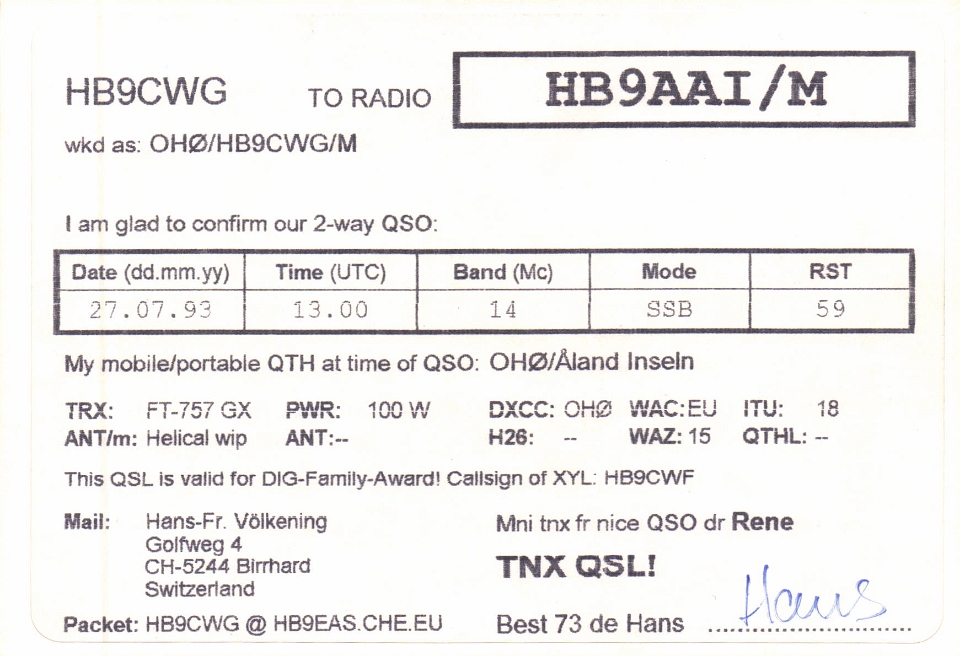 HB9CWG TO RADIO HB9AAI/M
wkd as: OHØ/HB9CWG/M
I am glad to confirm our 2-way QSO:
Date (dd.mm.yy) Time (UTC) Band (Mc) Mode RST
27.07.93 13.00 14 SSB 59
My mobile/portable QTH at time of QSO: OHØ/Åland Inseln
TRX: FT-757 GX PWR: 100 W DXCC: OHØ WAC:EU ITU: 18
ANT/m: Helical wip ANT:-- H26: -- WAZ: 15 QTHL: --
This QSL is valid for DIG-Family-Award! Callsign of XYL: HB9CWF
Mail: Hans-Fr. Völkening
Golfweg 4
CH-5244 Birrhard
Switzerland
Mni tnx fr nice QSO dr Rene
TNX QSL!
Packet: HB9CWG @ HB9EAS.CHE.EU
Best 73 de Hans Hans